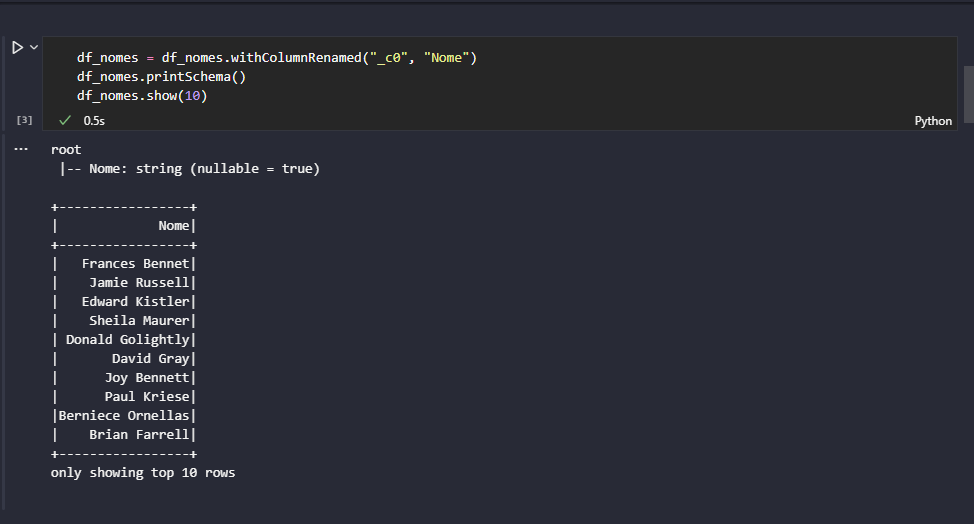 df_nomes = df_nomes.withColumnRenamed("_c0", "Nome")
df_nomes.printSchema()
df_nomes.show(10)
[3] 0.5s Python
root
 |-- Nome: string (nullable = true)
+-----------------+
|             Nome|
+-----------------+
|   Frances Bennet|
|    Jamie Russell|
|   Edward Kistler|
|    Sheila Maurer|
| Donald Golightly|
|       David Gray|
|      Joy Bennett|
|      Paul Kriese|
|Berniece Ornellas|
|    Brian Farrell|
+-----------------+
only showing top 10 rows